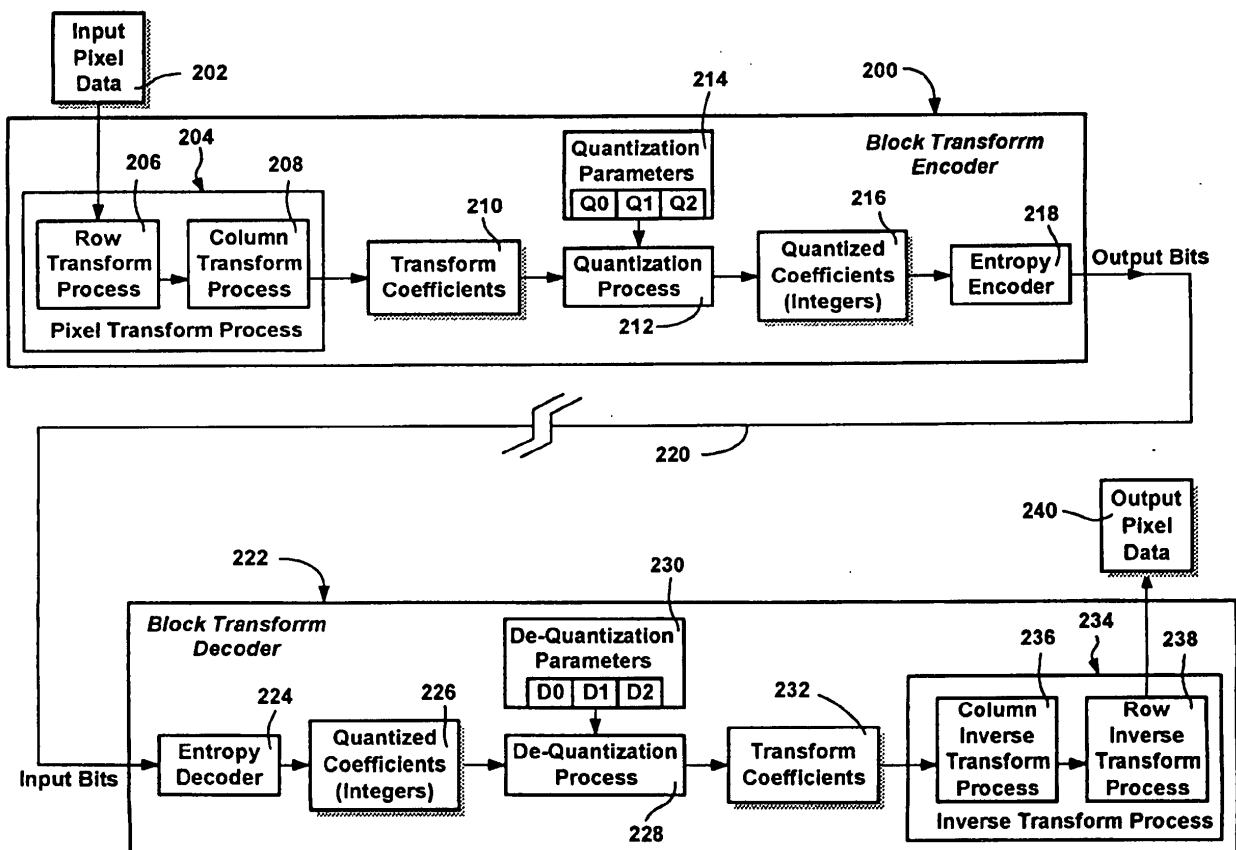 Input
Pixel
Data
202
200
214
204
206
208
Quantization
Parameters
Q0 Q1 Q2
Block Transforrm
Encoder
210
216
218
Row
Transform
Process
Column
Transform
Process
Pixel Transform Process
Transform
Coefficients
Quantization
Process
212
Quantized
Coefficients
(Integers)
Entropy
Encoder
Output Bits
220
240
Output
Pixel
Data
222
230
Block Transforrm
Decoder
De-Quantization
Parameters
D0 D1 D2
236
234
238
224
226
232
Input Bits
Entropy
Decoder
Quantized
Coefficients
(Integers)
De-Quantization
Process
228
Transform
Coefficients
Column
Inverse
Transform
Process
Row
Inverse
Transform
Process
Inverse Transform Process